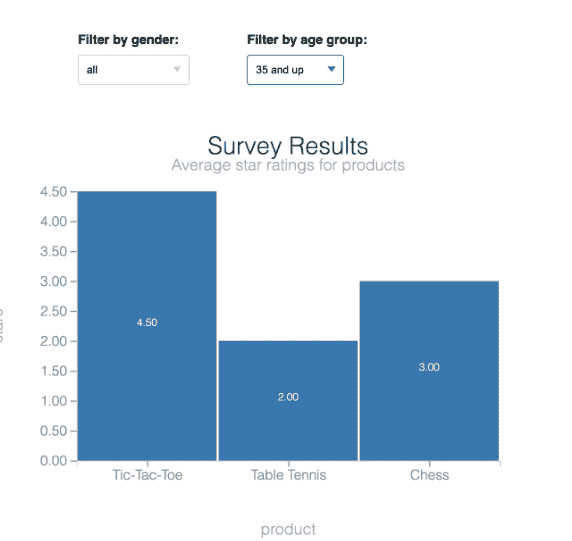 Filter by gender: Filter by age group:
all 35 and up
Survey Results
Average star ratings for products
4.50
4.00
3.50
3.00
2.50
2.00
1.50
1.00
0.50
0.00
4.50
2.00
3.00
Tic-Tac-Toe Table Tennis Chess
product